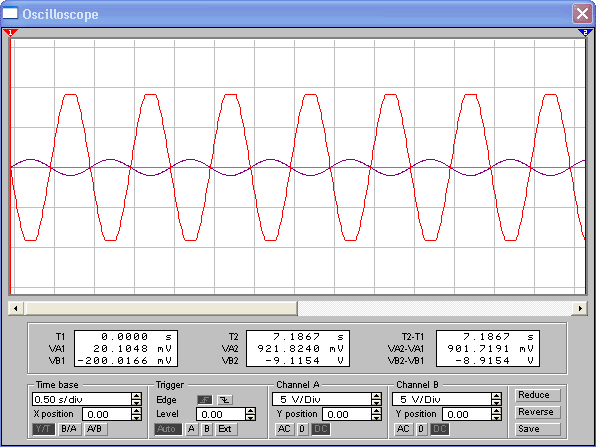 Oscilloscope
1 2
T1 0.0000 s T2 7.1867 s T2-T1 7.1867 s
VA1 20.1048 mV VA2 921.8240 mV VA2-VA1 901.7191 mV
VB1 -200.0166 mV VB2 -9.1154 V VB2-VB1 -8.9154 V
Time base Trigger Channel A Channel B
0.50 s/div Edge 5 V/Div 5 V/Div Reduce
X position 0.00 Level 0.00 Y position 0.00 Y position 0.00 Reverse
Y/T B/A A/B Auto A B Ext AC 0 DC AC 0 DC Save